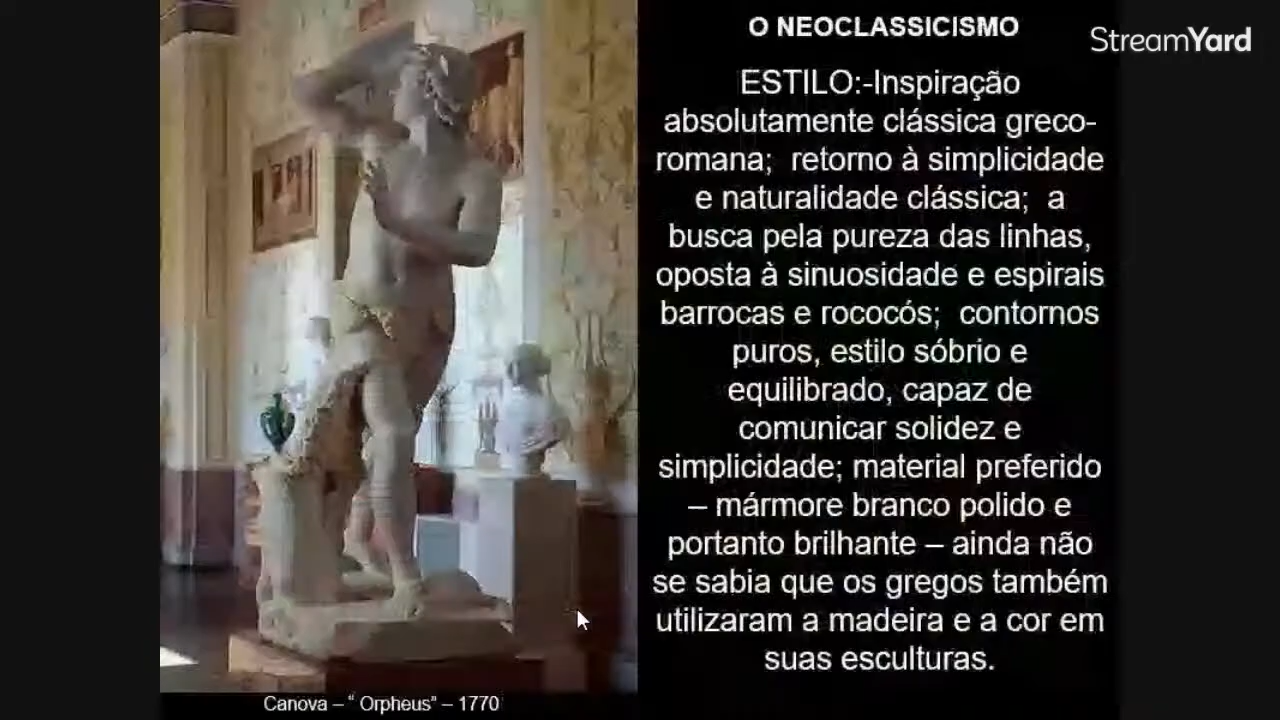 O NEOCLASSICISMO
StreamYard
ESTILO:-Inspiração
absolutamente clássica greco-
romana;  retorno à simplicidade
e naturalidade clássica;  a
busca pela pureza das linhas,
oposta à sinuosidade e espirais
barrocas e rococós;  contornos
puros, estilo sóbrio e
equilibrado, capaz de
comunicar solidez e
simplicidade; material preferido
– mármore branco polido e
portanto brilhante – ainda não
se sabia que os gregos também
utilizaram a madeira e a cor em
suas esculturas.
Canova – “ Orpheus” – 1770